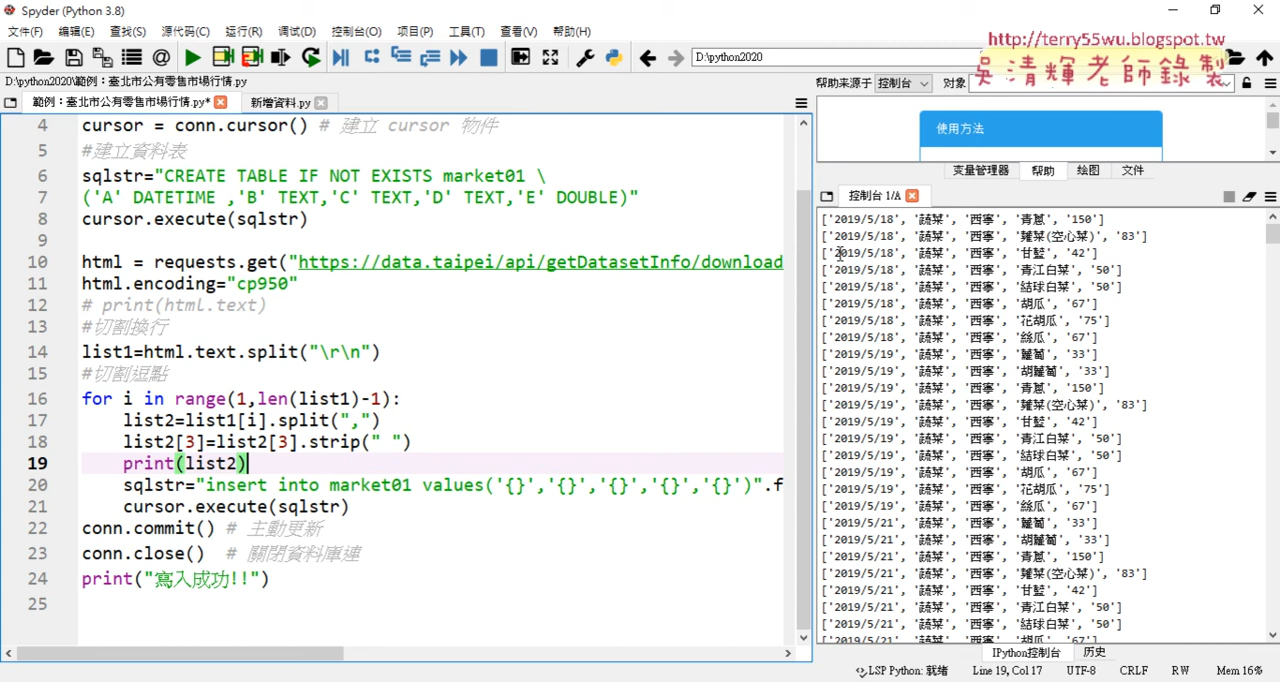 Spyder (Python 3.8)
文件(F) 编辑(E) 查找(S) 源代码(C) 运行(R) 调试(D) 控制台(O) 项目(P) 工具(T) 查看(V) 帮助(H)
D:\python2020
http://terry55wu.blogspot.tw
吳清輝老師錄製
D:\python2020\範例：臺北市公有零售市場行情.py
帮助来源于 控制台 对象
範例：臺北市公有零售市場行情.py*
新增資料.py
4 cursor = conn.cursor() # 建立 cursor 物件
5 #建立資料表
6 sqlstr="CREATE TABLE IF NOT EXISTS market01 \
7 ('A' DATETIME ,'B' TEXT,'C' TEXT,'D' TEXT,'E' DOUBLE)"
8 cursor.execute(sqlstr)
9
10 html = requests.get("https://data.taipei/api/getDatasetInfo/download
11 html.encoding="cp950"
12 # print(html.text)
13 #切割換行
14 list1=html.text.split("\r\n")
15 #切割逗點
16 for i in range(1,len(list1)-1):
17 list2=list1[i].split(",")
18 list2[3]=list2[3].strip(" ")
19 print(list2)
20 sqlstr="insert into market01 values('{}','{}','{}','{}','{}')".f
21 cursor.execute(sqlstr)
22 conn.commit() # 主動更新
23 conn.close() # 關閉資料庫連
24 print("寫入成功!!")
25
使用方法
变量管理器 帮助 绘图 文件
控制台 1/A
['2019/5/18', '蔬菜', '西寧', '青蔥', '150']
['2019/5/18', '蔬菜', '西寧', '蕹菜(空心菜)', '83']
['2019/5/18', '蔬菜', '西寧', '甘藍', '42']
['2019/5/18', '蔬菜', '西寧', '青江白菜', '50']
['2019/5/18', '蔬菜', '西寧', '結球白菜', '50']
['2019/5/18', '蔬菜', '西寧', '胡瓜', '67']
['2019/5/18', '蔬菜', '西寧', '花胡瓜', '75']
['2019/5/18', '蔬菜', '西寧', '絲瓜', '67']
['2019/5/19', '蔬菜', '西寧', '蘿蔔', '33']
['2019/5/19', '蔬菜', '西寧', '胡蘿蔔', '33']
['2019/5/19', '蔬菜', '西寧', '青蔥', '150']
['2019/5/19', '蔬菜', '西寧', '蕹菜(空心菜)', '83']
['2019/5/19', '蔬菜', '西寧', '甘藍', '42']
['2019/5/19', '蔬菜', '西寧', '青江白菜', '50']
['2019/5/19', '蔬菜', '西寧', '結球白菜', '50']
['2019/5/19', '蔬菜', '西寧', '胡瓜', '67']
['2019/5/19', '蔬菜', '西寧', '花胡瓜', '75']
['2019/5/19', '蔬菜', '西寧', '絲瓜', '67']
['2019/5/21', '蔬菜', '西寧', '蘿蔔', '33']
['2019/5/21', '蔬菜', '西寧', '胡蘿蔔', '33']
['2019/5/21', '蔬菜', '西寧', '青蔥', '150']
['2019/5/21', '蔬菜', '西寧', '蕹菜(空心菜)', '83']
['2019/5/21', '蔬菜', '西寧', '甘藍', '42']
['2019/5/21', '蔬菜', '西寧', '青江白菜', '50']
['2019/5/21', '蔬菜', '西寧', '結球白菜', '50']
['2019/5/21', '蔬菜', '西寧', '胡瓜', '67']
IPython控制台 历史
LSP Python: 就绪 Line 19, Col 17 UTF-8 CRLF RW Mem 16%